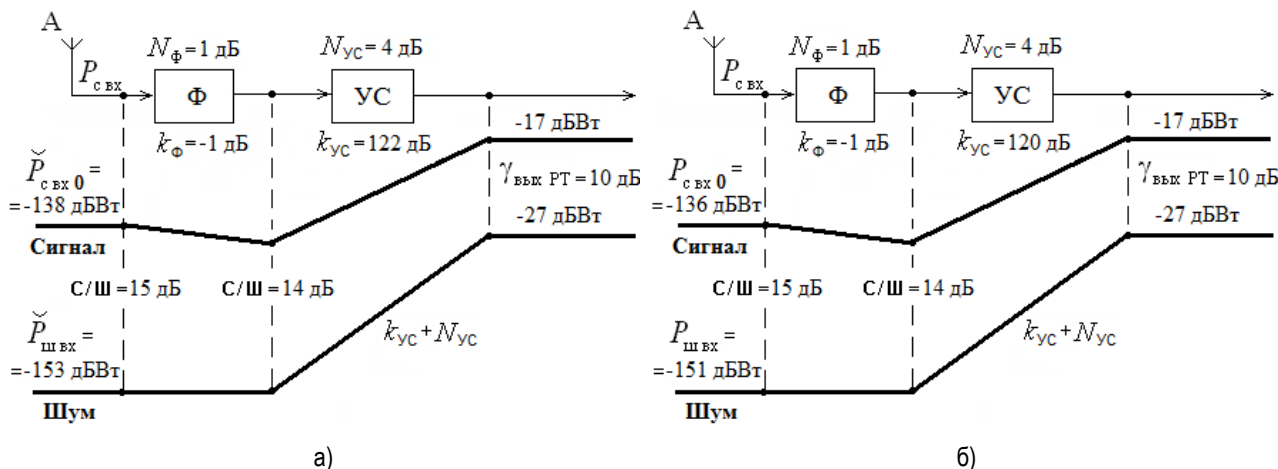 А
N_Ф = 1 дБ
N_УС = 4 дБ
P_с вх
Ф
УС
k_Ф = -1 дБ
k_УС = 122 дБ
-17 дБВт
P̌_с вх 0 =
=-138 дБВт
γ_вых РТ = 10 дБ
-27 дБВт
Сигнал
С/Ш = 15 дБ
С/Ш = 14 дБ
P̌_ш вх =
=-153 дБВт
k_УС + N_УС
Шум
а)
А
N_Ф = 1 дБ
N_УС = 4 дБ
P_с вх
Ф
УС
k_Ф = -1 дБ
k_УС = 120 дБ
-17 дБВт
P_с вх 0 =
=-136 дБВт
γ_вых РТ = 10 дБ
-27 дБВт
Сигнал
С/Ш = 15 дБ
С/Ш = 14 дБ
P_ш вх =
=-151 дБВт
k_УС + N_УС
Шум
б)